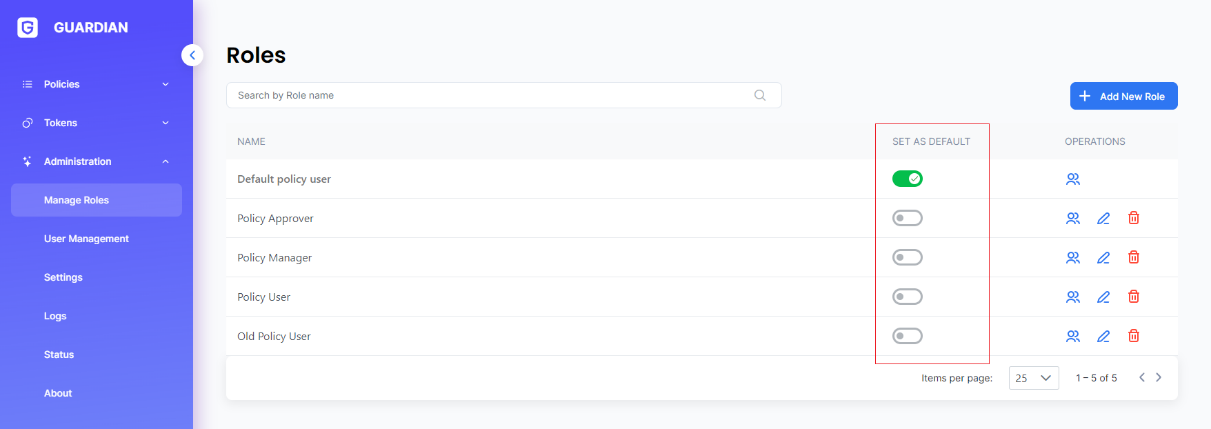 GUARDIAN
Policies
Tokens
Administration
Manage Roles
User Management
Settings
Logs
Status
About
Roles
Search by Role name
Add New Role
NAME SET AS DEFAULT OPERATIONS
Default policy user
Policy Approver
Policy Manager
Policy User
Old Policy User
Items per page: 25 1 – 5 of 5